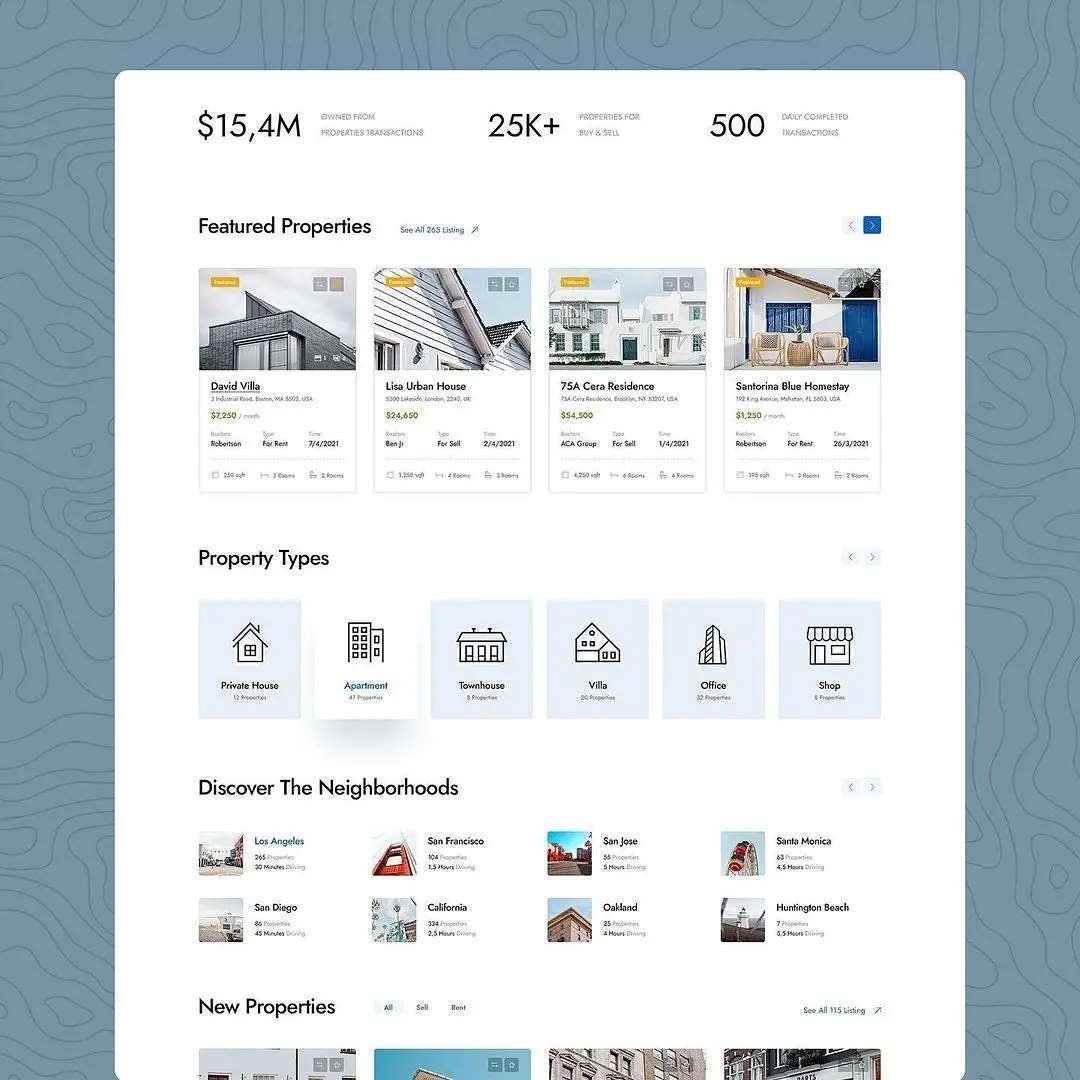 $15,4M
OWNED FROM
PROPERTIES TRANSACTIONS
25K+
PROPERTIES FOR
BUY & SELL
500
DAILY COMPLETED
TRANSACTIONS
Featured Properties
See All 265 Listing
Featured
David Villa
3 Industrial Road, Boston, MA 5502, USA
$7,250 / month
Realtors Type Time
Robertson For Rent 7/4/2021
250 sqft 3 Rooms 2 Rooms
Featured
Lisa Urban House
5300 Lakeside, London, 2240, UK
$24,650
Realtors Type Time
Ben Jr For Sell 2/4/2021
1,250 sqft 4 Rooms 3 Rooms
Featured
75A Cera Residence
75A Cera Residence, Brooklyn, NY 53207, USA
$54,500
Realtors Type Time
ACA Group For Sell 1/4/2021
4,250 sqft 6 Rooms 4 Rooms
Featured
Santorina Blue Homestay
192 King Avenue, Mahattan, FL 5603, USA
$1,250 / month
Realtors Type Time
Robertson For Rent 26/3/2021
195 sqft 3 Rooms 2 Rooms
Property Types
Private House
12 Properties
Apartment
47 Properties
Townhouse
8 Properties
Villa
20 Properties
Office
32 Properties
Shop
8 Properties
Discover The Neighborhoods
Los Angeles
265 Properties
30 Minutes Driving
San Francisco
104 Properties
1,5 Hours Driving
San Jose
55 Properties
5 Hours Driving
Santa Monica
63 Properties
4,5 Hours Driving
San Diego
86 Properties
45 Minutes Driving
California
334 Properties
2,5 Hours Driving
Oakland
25 Properties
4 Hours Driving
Huntington Beach
7 Properties
5,5 Hours Driving
New Properties
All
Sell
Rent
See All 115 Listing